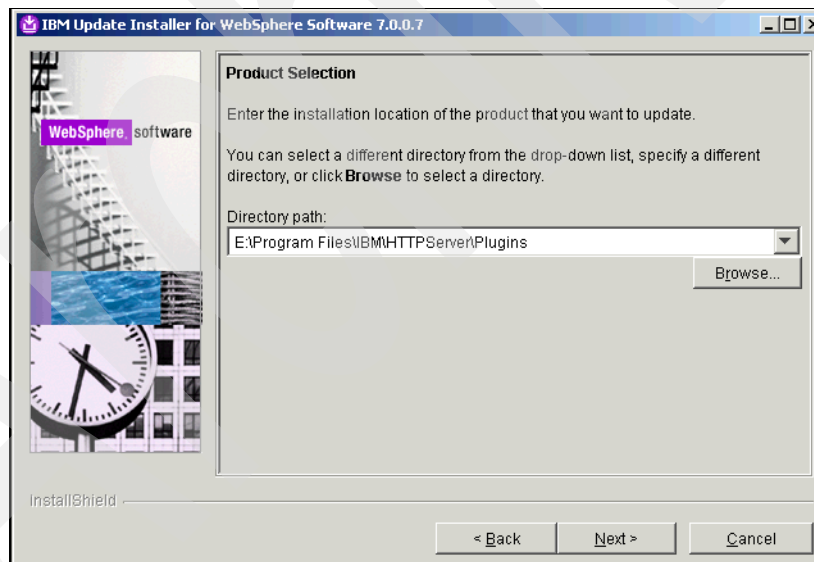 IBM Update Installer for WebSphere Software 7.0.0.7
WebSphere. software
Product Selection
Enter the installation location of the product that you want to update.
You can select a different directory from the drop-down list, specify a different
directory, or click Browse to select a directory.
Directory path:
E:\Program Files\IBM\HTTPServer\Plugins
Browse...
InstallShield
< Back
Next >
Cancel